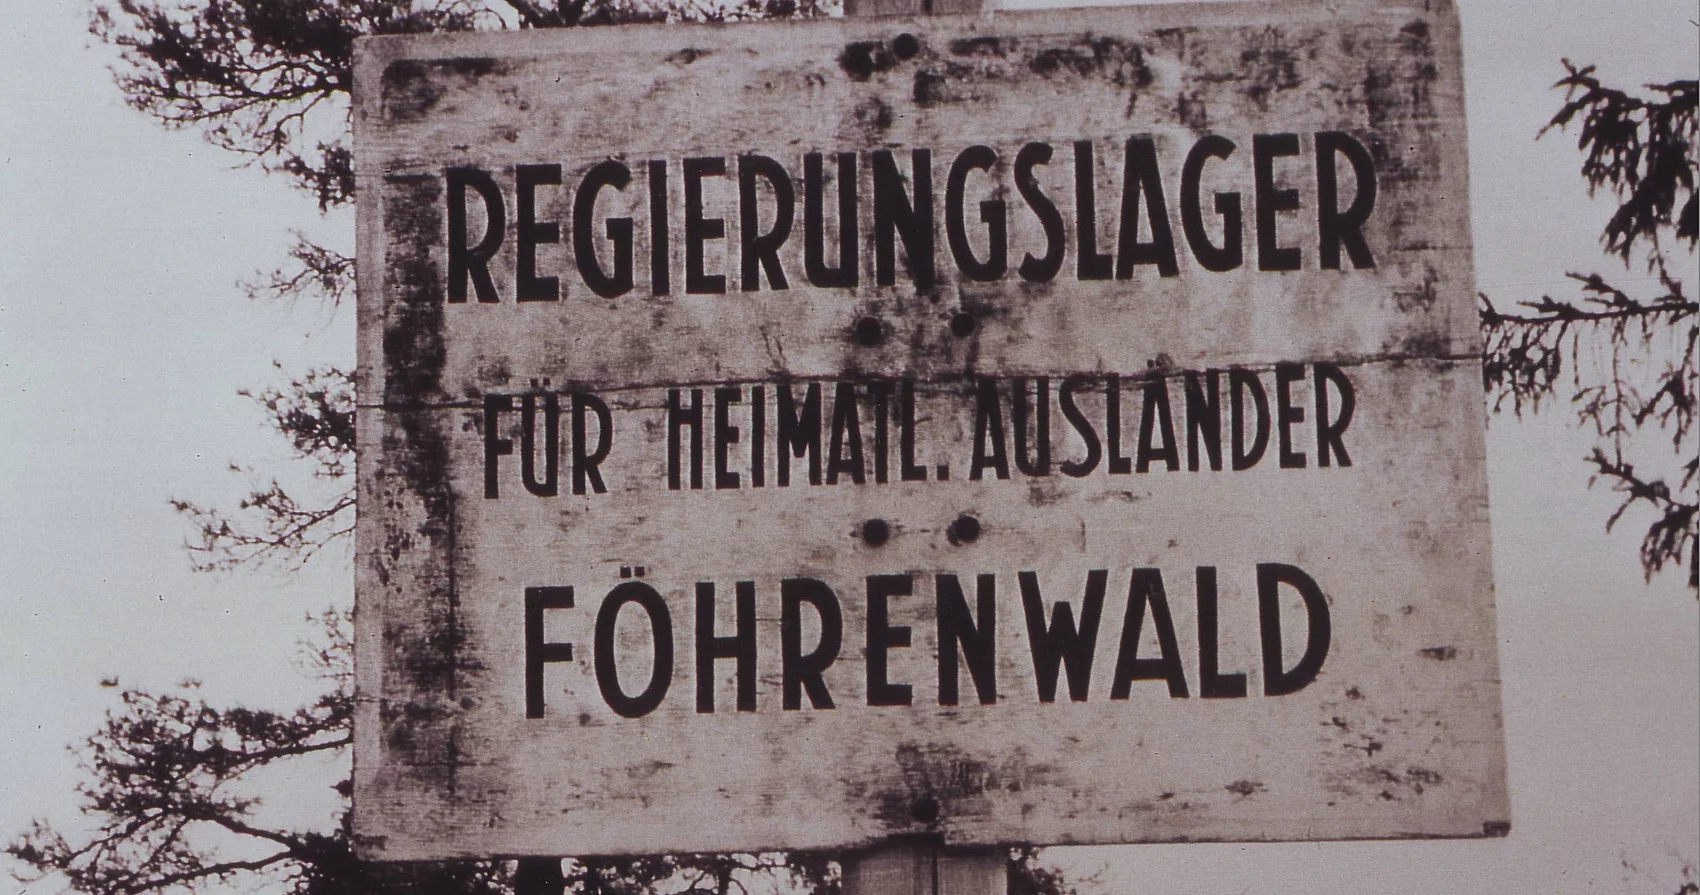 REGIERUNGSLAGER
FÜR HEIMATL. AUSLÄNDER
FÖHRENWALD